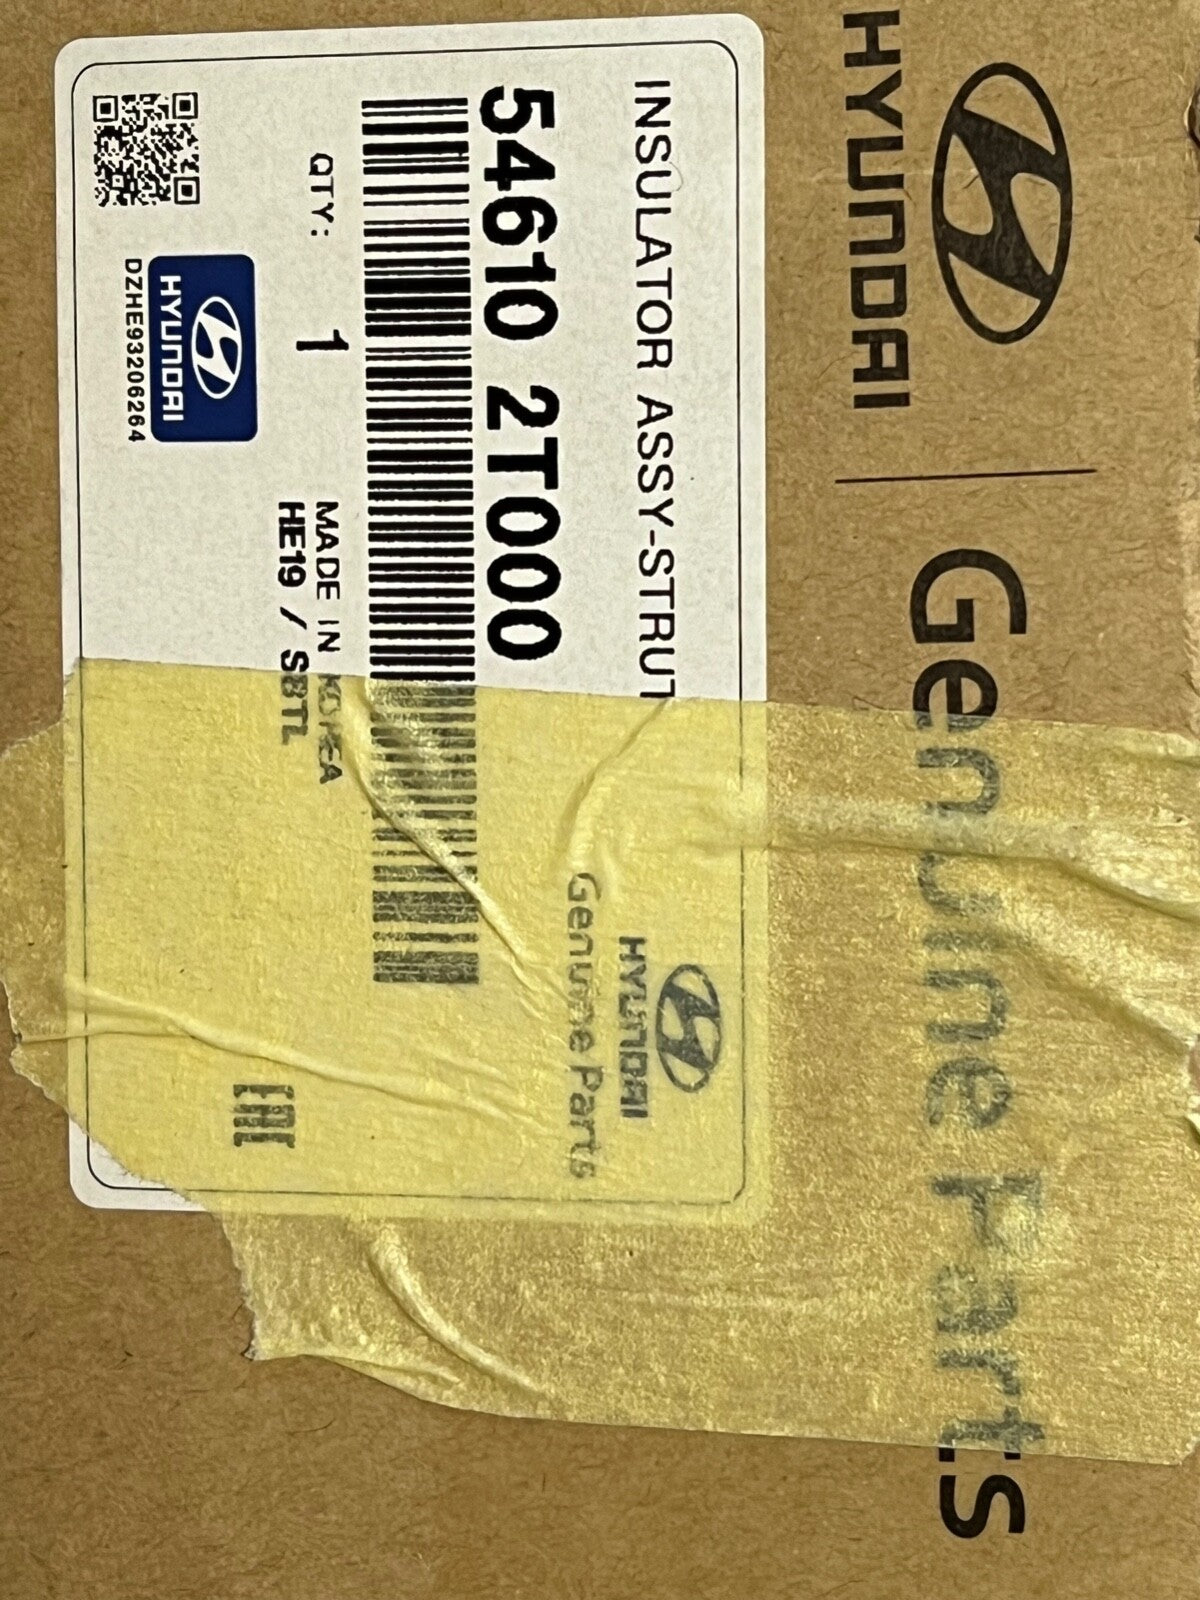 HYUNDAI | Genuine Parts
INSULATOR ASSY-STRUT
HYUNDAI
Genuine Parts
54610 2T000
QTY: 1
MADE IN KOREA
HE19 / SBTL
EAC
HYUNDAI
DZHE93206264